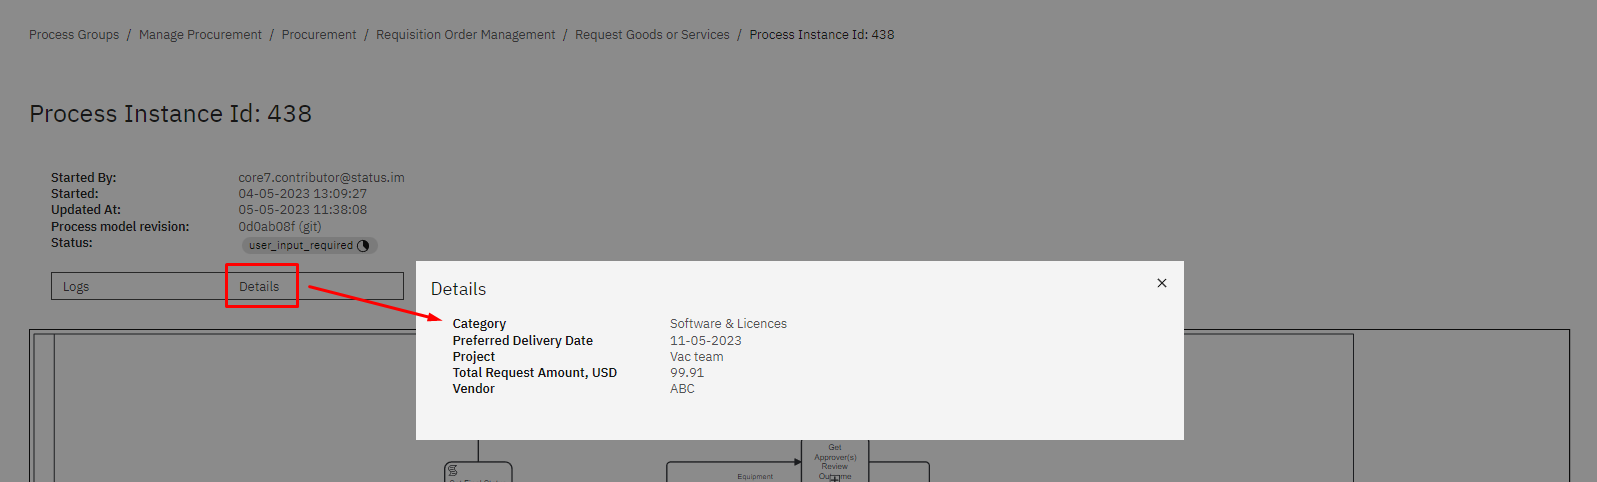 Process Groups / Manage Procurement / Procurement / Requisition Order Management / Request Goods or Services / Process Instance Id: 438
Process Instance Id: 438
Started By: core7.contributor@status.im
Started: 04-05-2023 13:09:27
Updated At: 05-05-2023 11:38:08
Process model revision: 0d0ab08f (git)
Status: user_input_required
Logs Details
Details
Category Software & Licences
Preferred Delivery Date 11-05-2023
Project Vac team
Total Request Amount, USD 99.91
Vendor ABC
Get
Approver(s)
Review
Outcome
Equipment